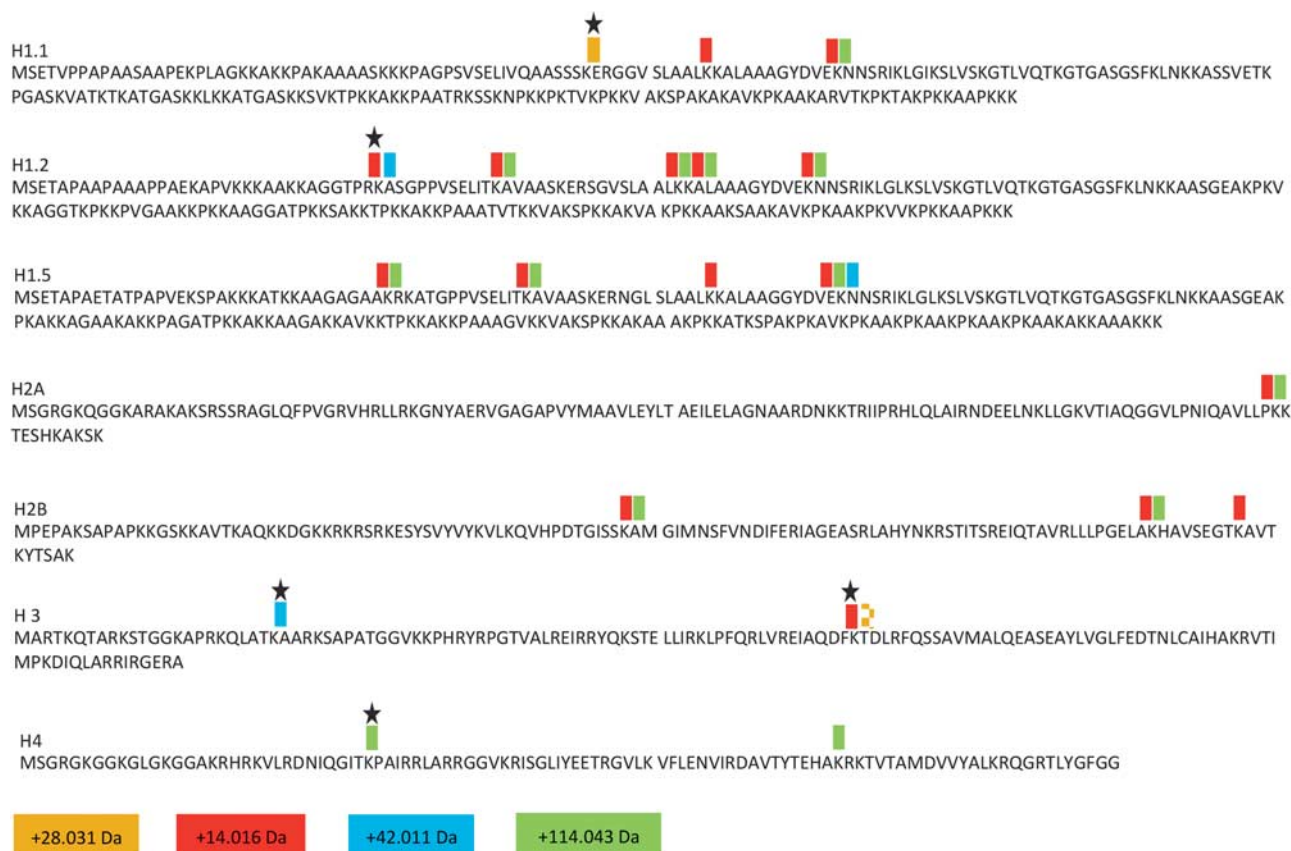 H1.1
MSETVPPAPAASAAPEKPLAGKKAKKPAKAAAASKKKPAGPSVSELIVQAASSSKERGGV SLAALKKALAAAGYDVEKNNSRIKLGIKSLVSKGTLVQTKGTGASGSFKLNKKASSVETK
PGASKVATKTKATGASKKLKKATGASKKSVKTPKKAKKPAATRKSSKNPKKPKTVKPKKV AKSPAKAKAVKPKAAKARVTKPKTAKPKKAAPKKK
H1.2
MSETAPAAPAAAPPAEKAPVKKKAAKKAGGTPRKASGPPVSELITKAVAASKERSGVSLAA LKKALAAAGYDVEKNNSRIKLGLKSLVSKGTLVQTKGTGASGSFKLNKKAASGEAKPKV
KKAGGTKPKKPVGAAKKPKKAAGGATPKKSAKKTPKKAKKPAAATVTKKVAKSPKKAKVA KPKKAAKSAAKAVKPKAAKPKVVKPKKAAPKKK
H1.5
MSETAPAETATPAPVEKSPAKKKATKKAAGAGAAKRKATGPPVSELITKAVAASKERNGL SLAALKKALAAGGYDVEKNNSRIKLGLKSLVSKGTLVQTKGTGASGSFKLNKKAASGEAK
PKAKKAGAAKAKKPAGATPKKAKKAAGAKKAVKKTPKKAKKPAAAGVKKVAKSPKKAKAA AKPKKATKSPAKPKAVKPKAAKPKAAKPKAAKPKAAKAKKAAAKKK
H2A
MSGRGKQGGKARAKAKSRSSRAGLQFPVGRVHRLLRKGNYAERVGAGAPVYMAAVLEYLT AEILELAGNAARDNKKTRIIPRHLQLAIRNDEELNKLLGKVTIAQGGVLPNIQAVLLPKK
TESHKAKSK
H2B
MPEPAKSAPAPKKGSKKAVTKAQKKDGKKRKRSRKESYSVYVYKVLKQVHPDTGISSKAM GIMNSFVNDIFERIAGEASRLAHYNKRSTITSREIQTAVRLLLPGELAKHAVSEGTKAVT
KYTSAK
H 3
MARTKQTARKSTGGKAPRKQLATKAARKSAPATGGVKKPHRYRPGTVALREIRRYQKSTE LLIRKLPFQRLVREIAQDFKTDLRFQSSAVMALQEASEAYLVGLFEDTNLCAIHAKRVTI
MPKDIQLARRIRGERA
H4
MSGRGKGGKGLGKGGAKRHRKVLRDNIQGITKPAIRRLARRGGVKRISGLIYEETRGVLK VFLENVIRDAVTYTEHAKRKTVTAMDVVYALKRQGRTLYGFGG
+28.031 Da +14.016 Da +42.011 Da +114.043 Da